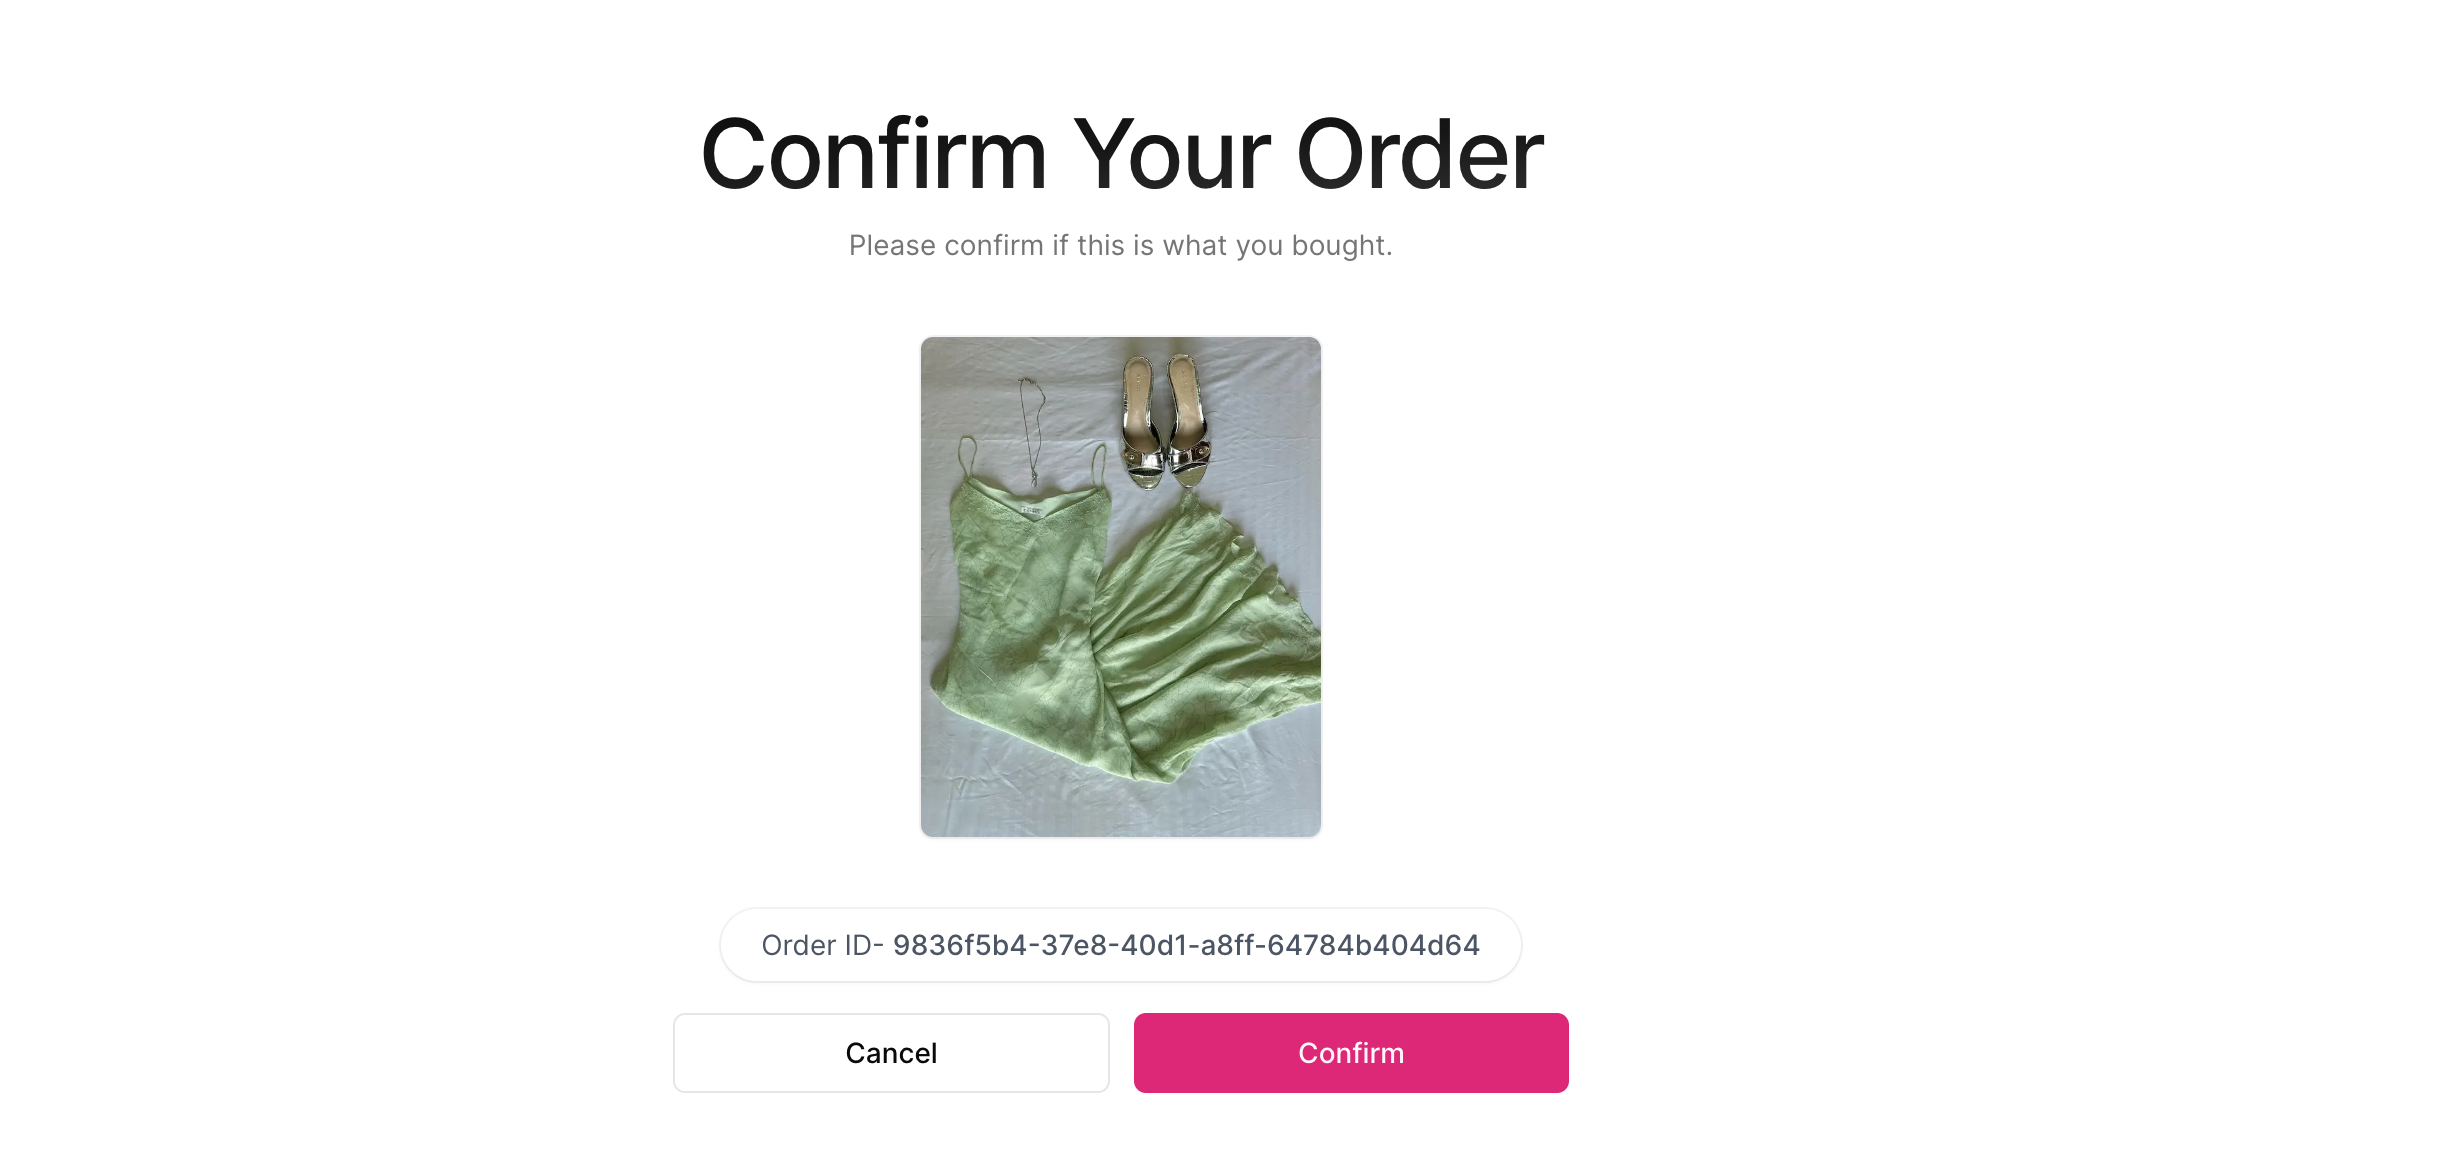 Confirm Your Order
Please confirm if this is what you bought.
Order ID- 9836f5b4-37e8-40d1-a8ff-64784b404d64
Cancel
Confirm